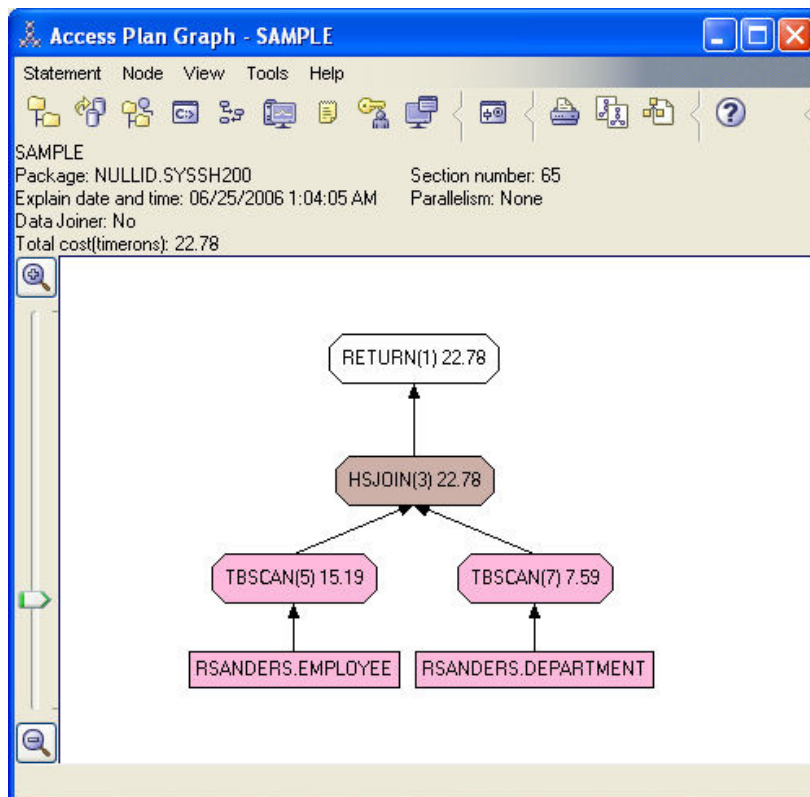 Access Plan Graph - SAMPLE
Statement Node View Tools Help
C:>
?
SAMPLE
Package: NULLID.SYSSH200 Section number: 65
Explain date and time: 06/25/2006 1:04:05 AM Parallelism: None
Data Joiner: No
Total cost(timerons): 22.78
RETURN(1) 22.78
HSJOIN(3) 22.78
TBSCAN(5) 15.19 TBSCAN(7) 7.59
RSANDERS.EMPLOYEE RSANDERS.DEPARTMENT